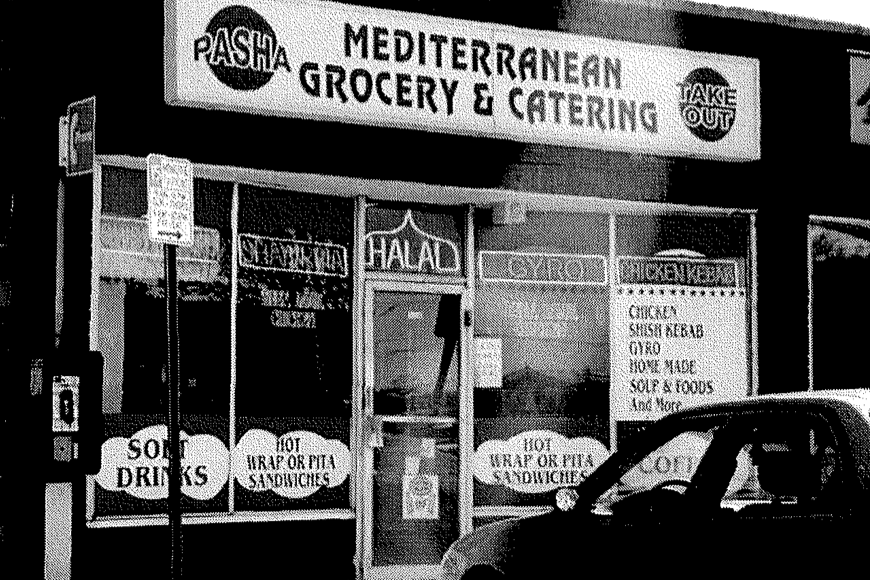 PASHA
MEDITERRANEAN
GROCERY & CATERING
TAKE
OUT
SHAWRMA
HALAL
GYRO
CHICKEN KEBAB
CHICKEN
SHISH KEBAB
GYRO
HOME MADE
SOUP & FOODS
And More
SOFT
DRINKS
HOT
WRAP OR PITA
SANDWICHES
HOT
WRAP OR PITA
SANDWICHES